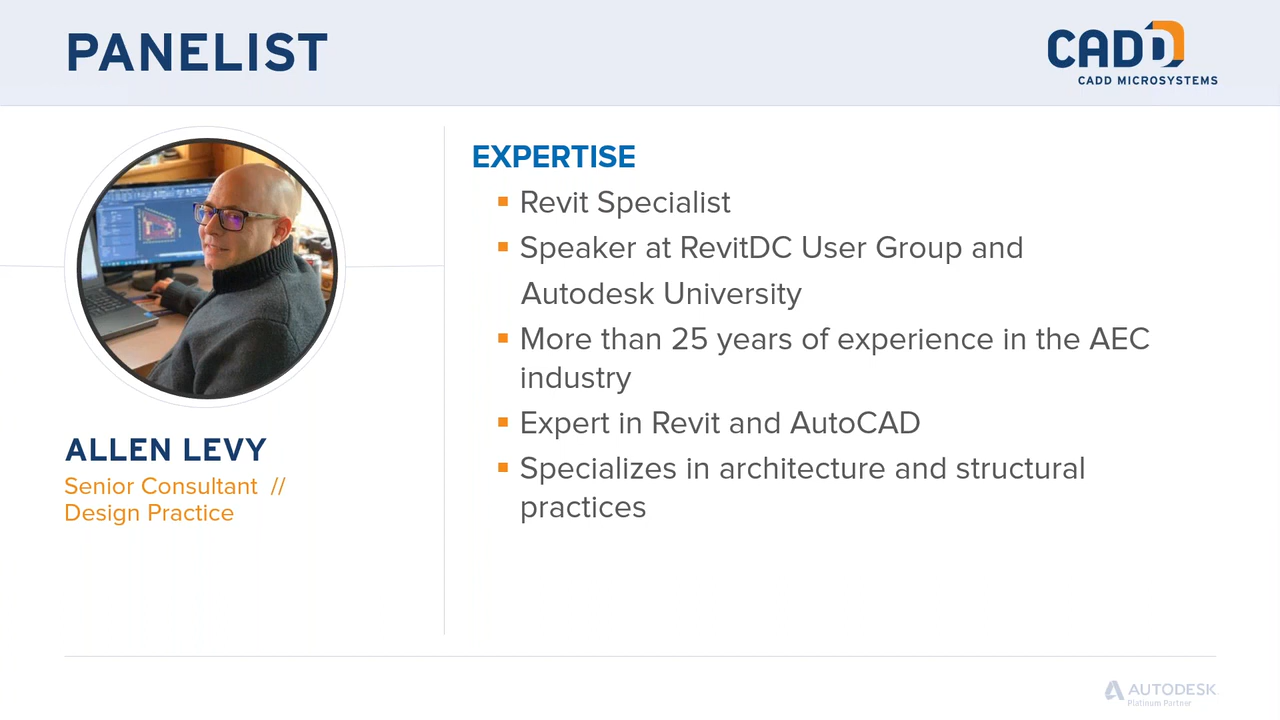 PANELIST
CADD
CADD MICROSYSTEMS
EXPERTISE
▪ Revit Specialist
▪ Speaker at RevitDC User Group and
Autodesk University
▪ More than 25 years of experience in the AEC
industry
▪ Expert in Revit and AutoCAD
▪ Specializes in architecture and structural
practices
ALLEN LEVY
Senior Consultant //
Design Practice
AUTODESK
Platinum Partner